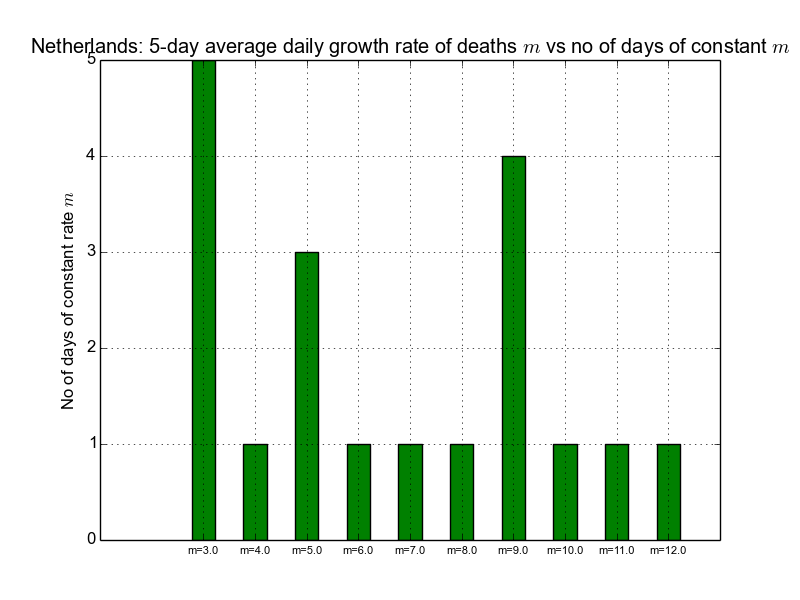 Netherlands: 5-day average daily growth rate of deaths m vs no of days of constant m
5
4
3
2
1
0
No of days of constant rate m
m=3.0 m=4.0 m=5.0 m=6.0 m=7.0 m=8.0 m=9.0 m=10.0 m=11.0 m=12.0